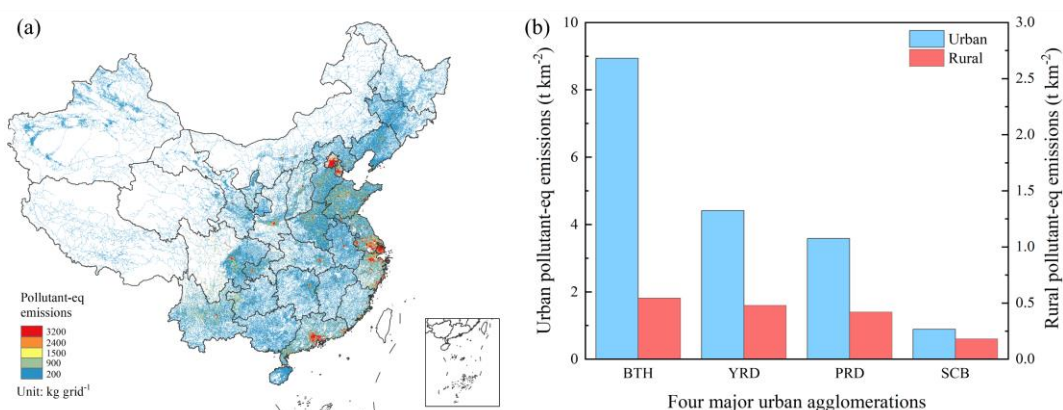 (a)
Pollutant-eq
emissions
3200
2400
1500
900
200
Unit: kg grid⁻¹
(b)
Urban pollutant-eq emissions (t km⁻²)
10
8
6
4
2
0
Urban
Rural
3.0
2.5
2.0
1.5
1.0
0.5
0.0
Rural pollutant-eq emissions (t km⁻²)
BTH YRD PRD SCB
Four major urban agglomerations